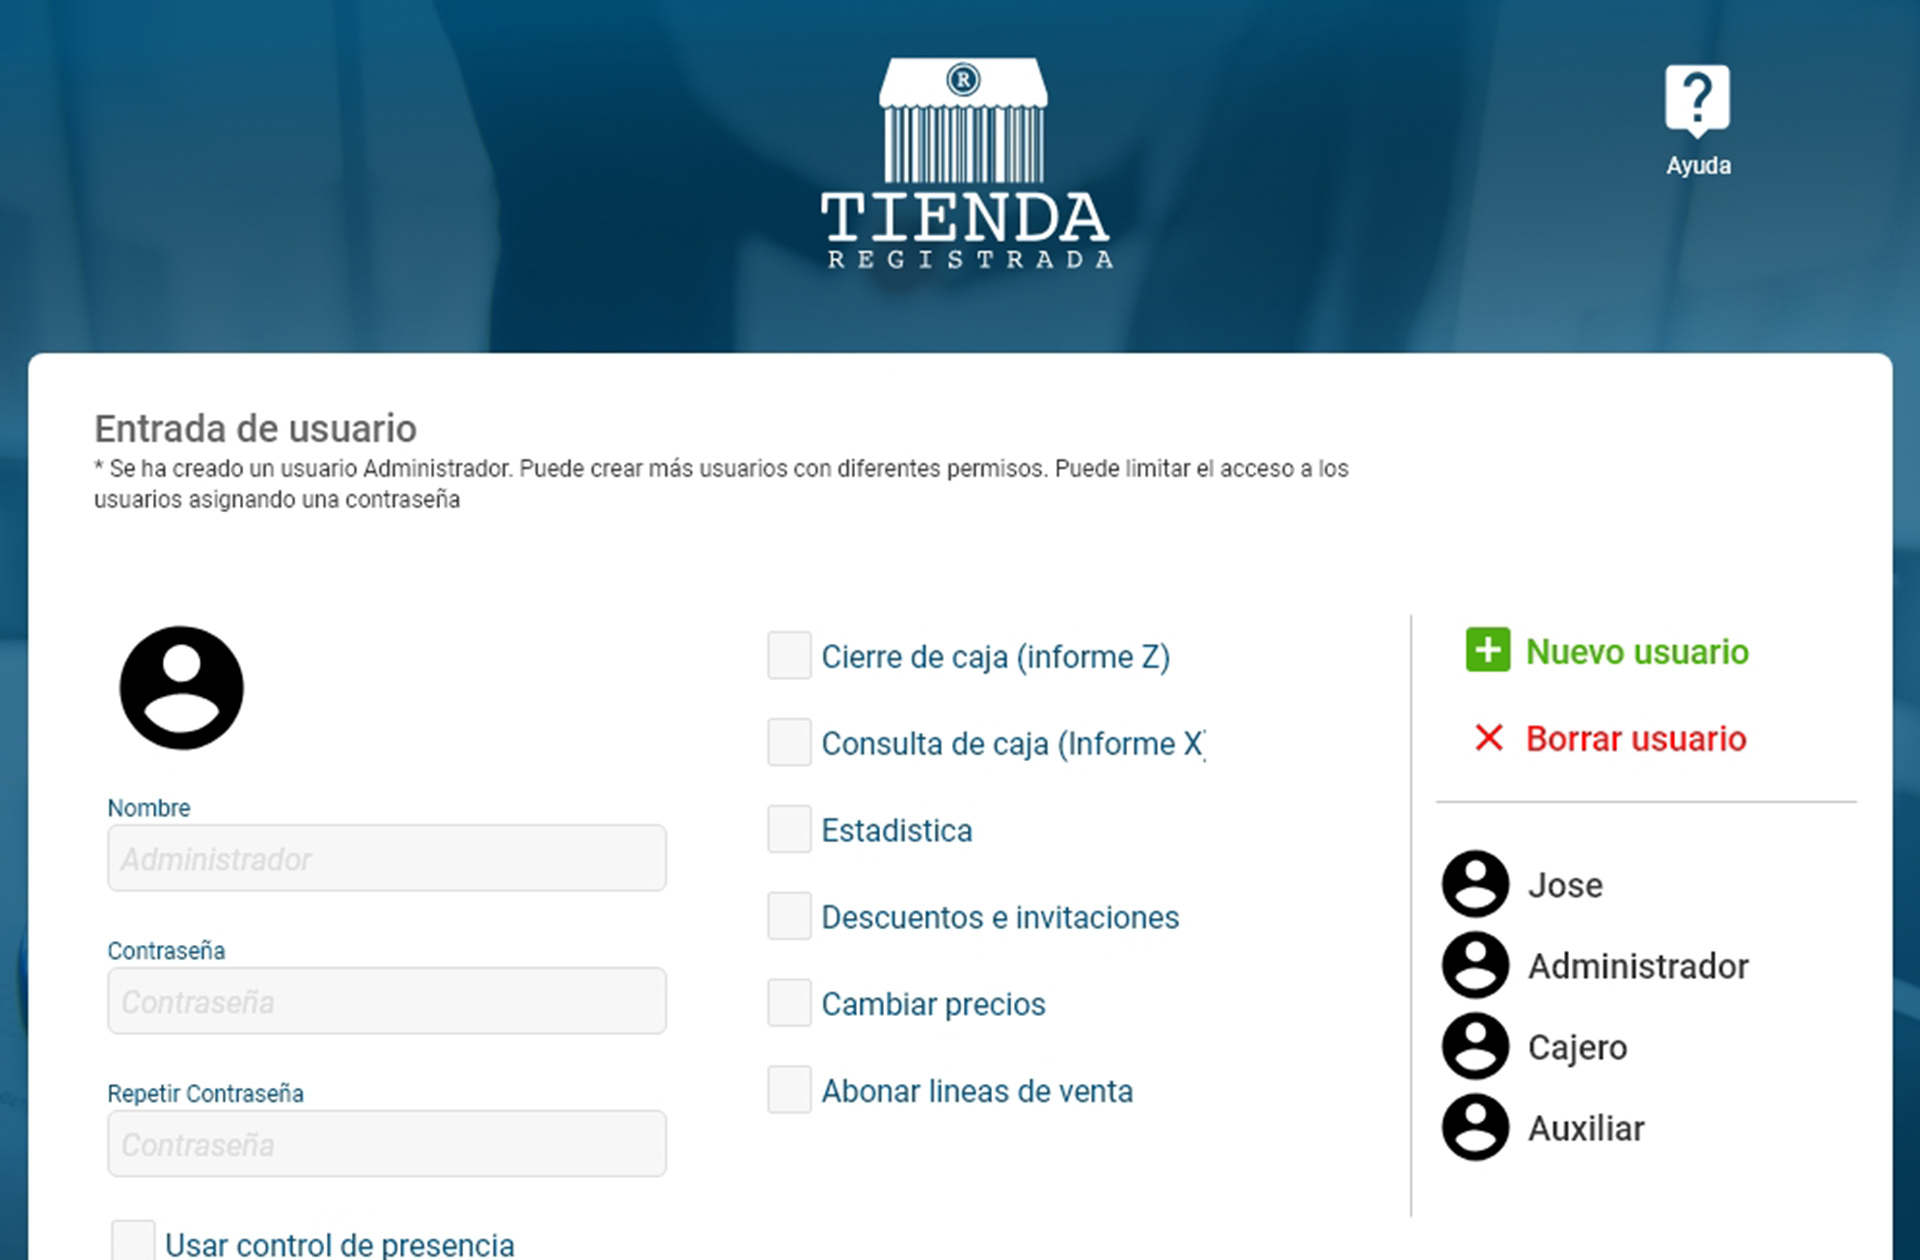 R
TIENDA
REGISTRADA
Ayuda
Entrada de usuario
* Se ha creado un usuario Administrador. Puede crear más usuarios con diferentes permisos. Puede limitar el acceso a los
usuarios asignando una contraseña
Nombre
Administrador
Contraseña
Contraseña
Repetir Contraseña
Contraseña
Usar control de presencia
Cierre de caja (informe Z)
Consulta de caja (Informe X)
Estadistica
Descuentos e invitaciones
Cambiar precios
Abonar lineas de venta
Nuevo usuario
Borrar usuario
Jose
Administrador
Cajero
Auxiliar